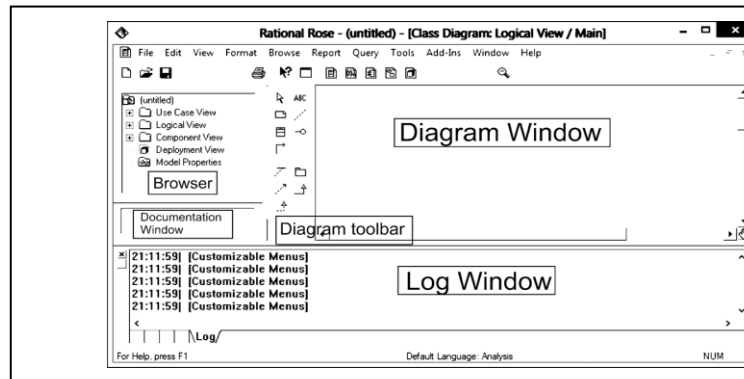 Rational Rose - (untitled) - [Class Diagram: Logical View / Main]
File Edit View Format Browse Report Query Tools Add-Ins Window Help
ABC
(untitled)
Use Case View
Logical View
Component View
Deployment View
Model Properties
Browser
Documentation
Window
Diagram toolbar
Diagram Window
21:11:59| [Customizable Menus]
21:11:59| [Customizable Menus]
21:11:59| [Customizable Menus]
21:11:59| [Customizable Menus]
21:11:59| [Customizable Menus]
Log Window
Log
For Help, press F1 Default Language: Analysis NUM